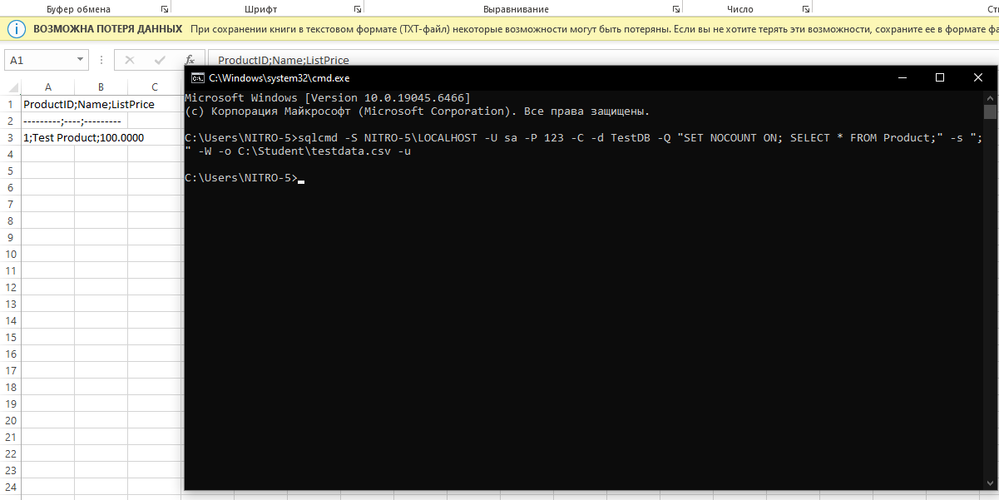 Буфер обмена Шрифт Выравнивание Число
ВОЗМОЖНА ПОТЕРЯ ДАННЫХ При сохранении книги в текстовом формате (TXT-файл) некоторые возможности могут быть потеряны. Если вы не хотите терять эти возможности, сохраните ее в формате
A1 fx ProductID;Name;ListPrice
A B C
1 ProductID;Name;ListPrice
2 ---------;----;---------
3 1;Test Product;100.0000
4
5
6
7
8
9
10
11
12
13
14
15
16
17
18
19
20
21
22
23
24
C:\Windows\system32\cmd.exe
Microsoft Windows [Version 10.0.19045.6466]
(c) Корпорация Майкрософт (Microsoft Corporation). Все права защищены.
C:\Users\NITRO-5>sqlcmd -S NITRO-5\LOCALHOST -U sa -P 123 -C -d TestDB -Q "SET NOCOUNT ON; SELECT * FROM Product;" -s ";
" -W -o C:\Student\testdata.csv -u
C:\Users\NITRO-5>